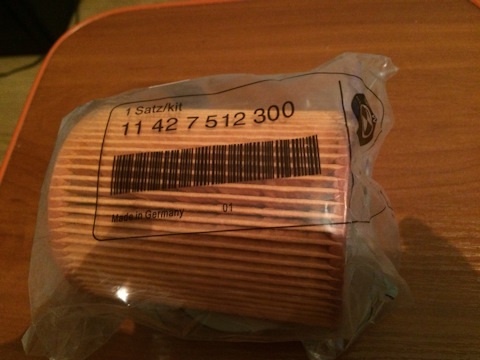 1 Satz/kit
11 42 7 512 300
Made in Germany 01